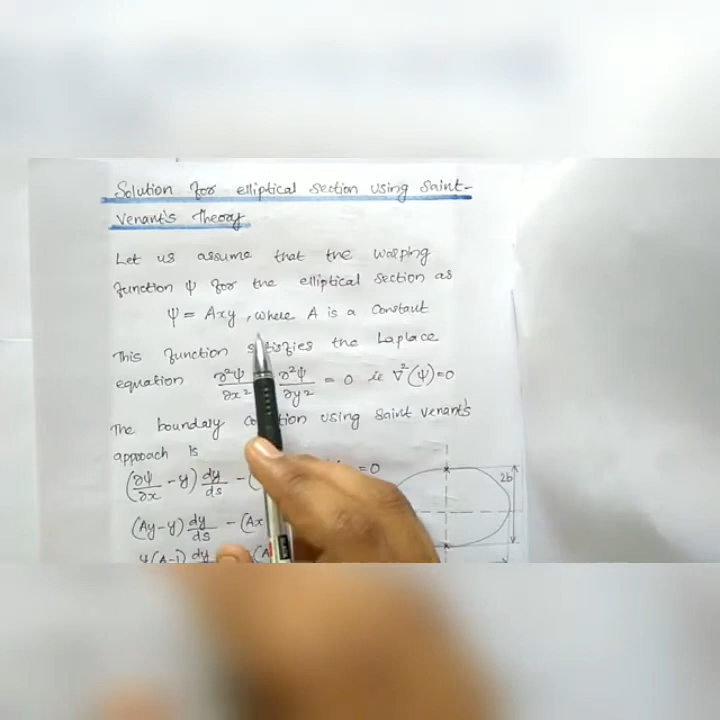 Solution for elliptical section using Saint-
Venant's Theory
Let us assume that the warping
function ψ for the elliptical section as
ψ = Axy, where A is a constant
This function satisfies the Laplace
equation ∂²ψ/∂x² ∂²ψ/∂y² = 0 ie ∇²(ψ)=0
The boundary condition using Saint Venant's
approach is
(∂ψ/∂x - y) dy/ds - ( = 0
2b
(Ay-y) dy/ds - (Ax
y(A-1) dy - (A